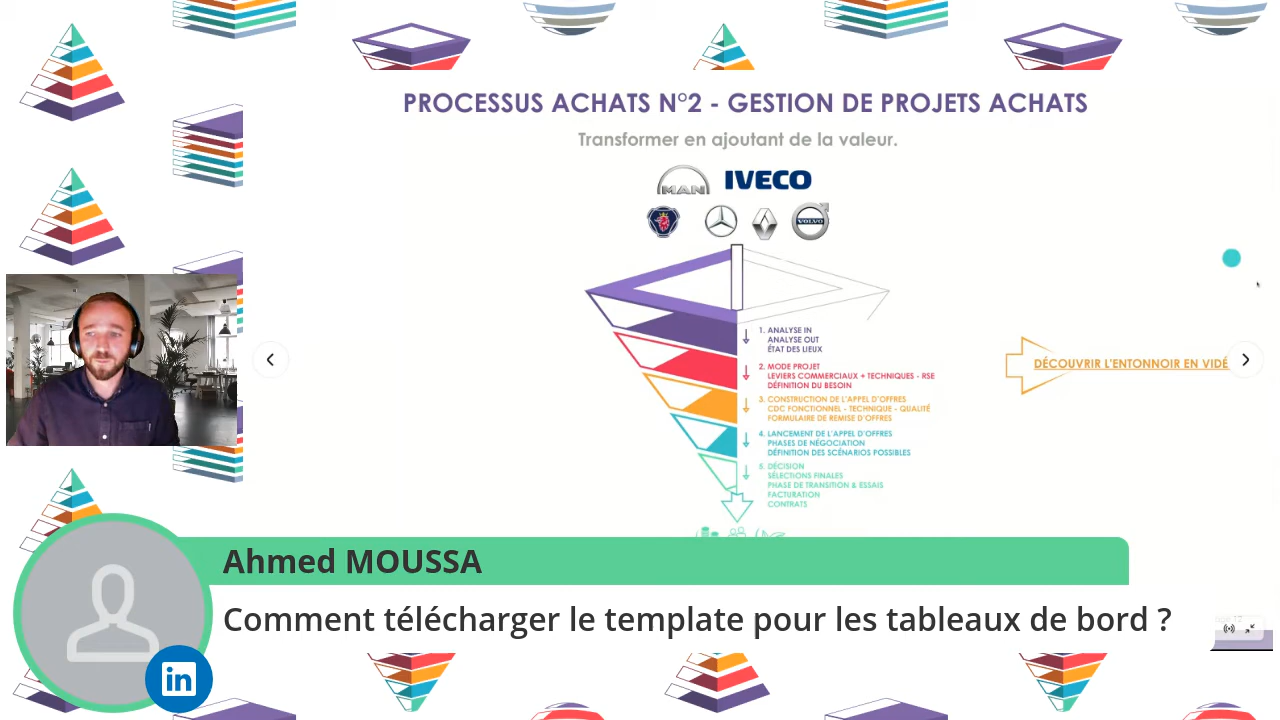 PROCESSUS ACHATS N°2 - GESTION DE PROJETS ACHATS
Transformer en ajoutant de la valeur.
MAN
IVECO
VOLVO
1. ANALYSE IN
ANALYSE OUT
ÉTAT DES LIEUX
2. MODE PROJET
LEVIERS COMMERCIAUX + TECHNIQUES - RSE
DÉFINITION DU BESOIN
3. CONSTRUCTION DE L'APPEL D'OFFRES
CDC FONCTIONNEL - TECHNIQUE - QUALITÉ
FORMULAIRE DE REMISE D'OFFRES
4. LANCEMENT DE L'APPEL D'OFFRES
PHASES DE NÉGOCIATION
DÉFINITION DES SCÉNARIOS POSSIBLES
5. DÉCISION
SÉLECTIONS FINALES
PHASE DE TRANSITION & ESSAIS
FACTURATION
CONTRATS
DÉCOUVRIR L'ENTONNOIR EN VIDÉ
Ahmed MOUSSA
Comment télécharger le template pour les tableaux de bord ?
in